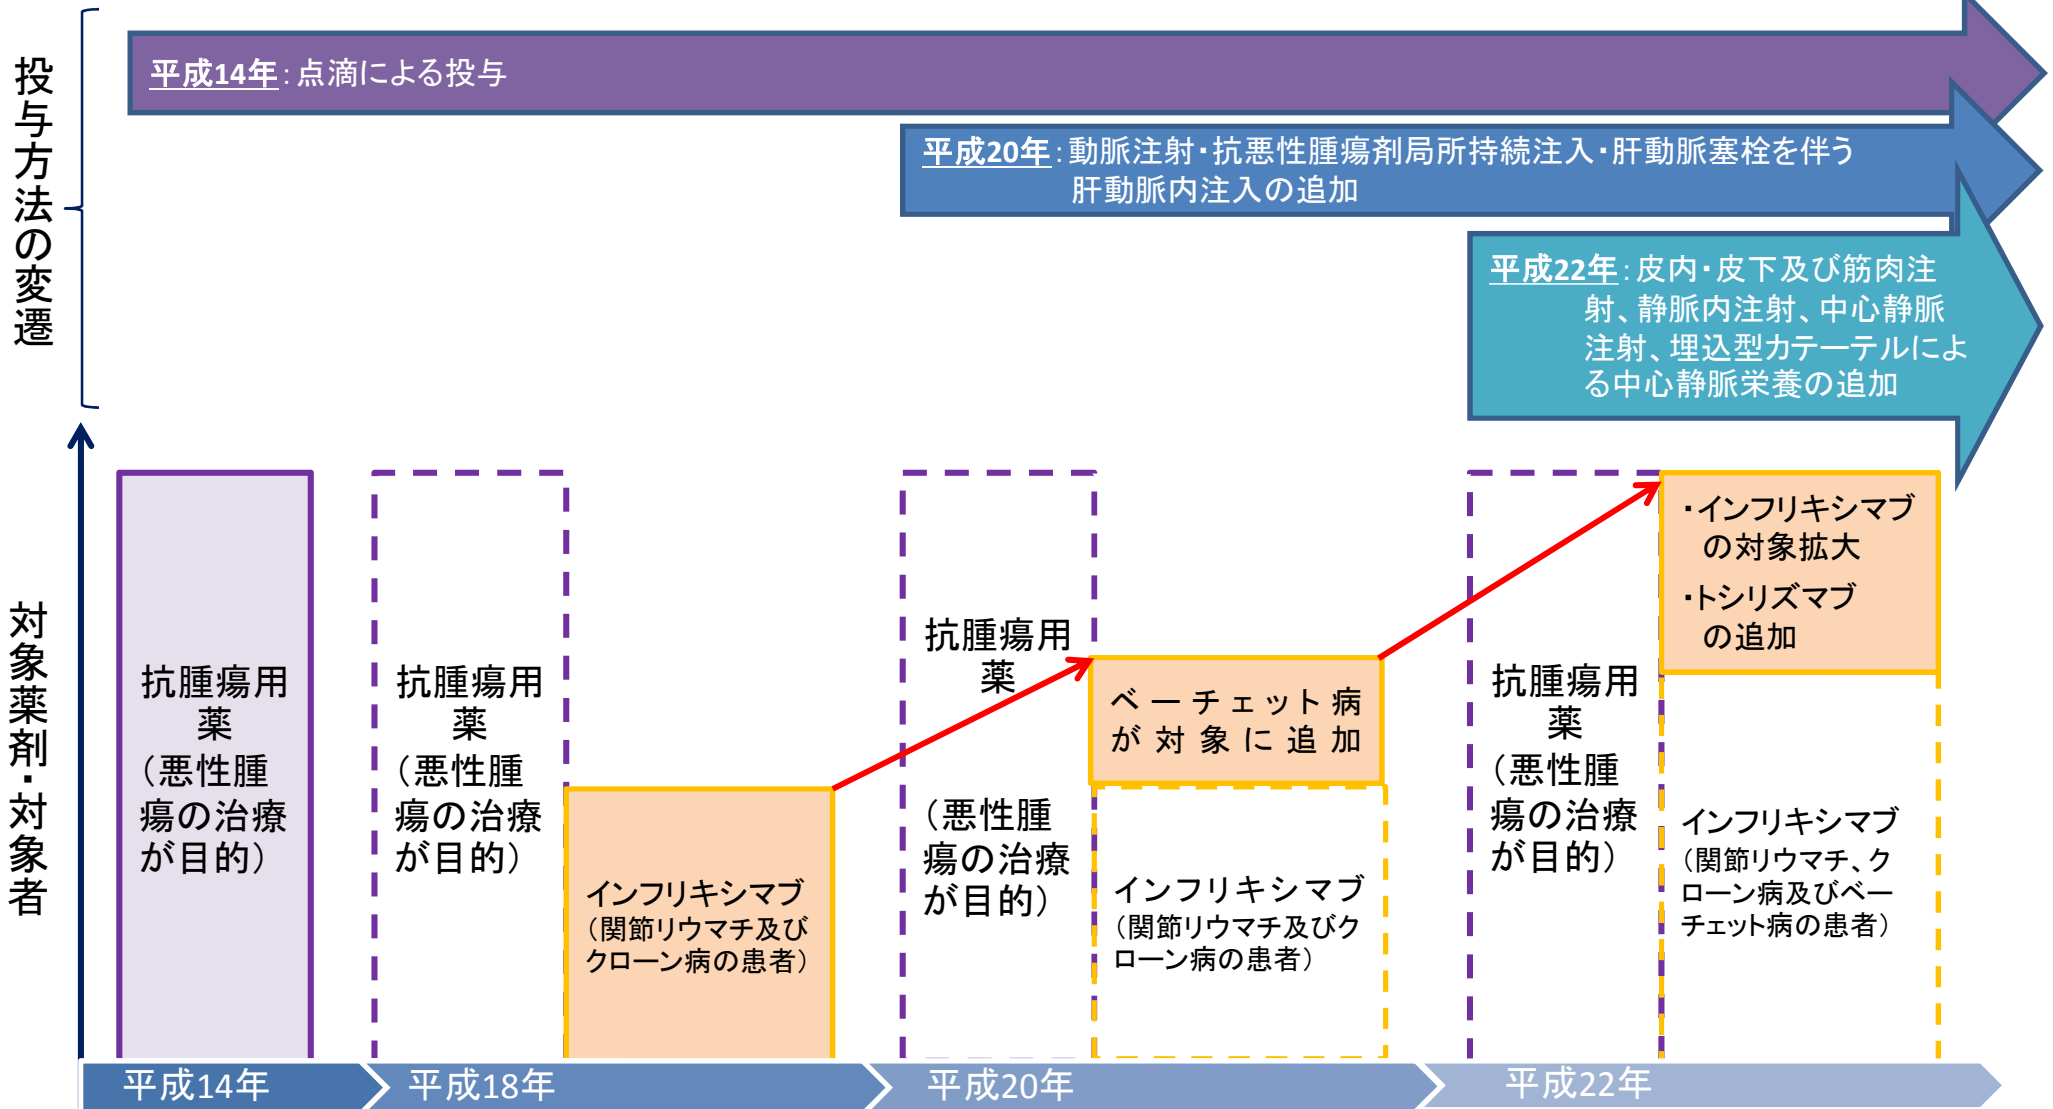 投与方法の変遷
平成14年：点滴による投与
平成20年：動脈注射・抗悪性腫瘍剤局所持続注入・肝動脈塞栓を伴う
肝動脈内注入の追加
平成22年：皮内・皮下及び筋肉注
射、静脈内注射、中心静脈
注射、埋込型カテーテルによ
る中心静脈栄養の追加
対象薬剤・対象者
抗腫瘍用
薬
（悪性腫
瘍の治療
が目的）
抗腫瘍用
薬
（悪性腫
瘍の治療
が目的）
インフリキシマブ
（関節リウマチ及び
クローン病の患者）
抗腫瘍用
薬
（悪性腫
瘍の治療
が目的）
ベーチェット病
が対象に追加
インフリキシマブ
（関節リウマチ及びク
ローン病の患者）
抗腫瘍用
薬
（悪性腫
瘍の治療
が目的）
・インフリキシマブ
の対象拡大
・トシリズマブ
の追加
インフリキシマブ
（関節リウマチ、ク
ローン病及びベー
チェット病の患者）
平成14年
平成18年
平成20年
平成22年